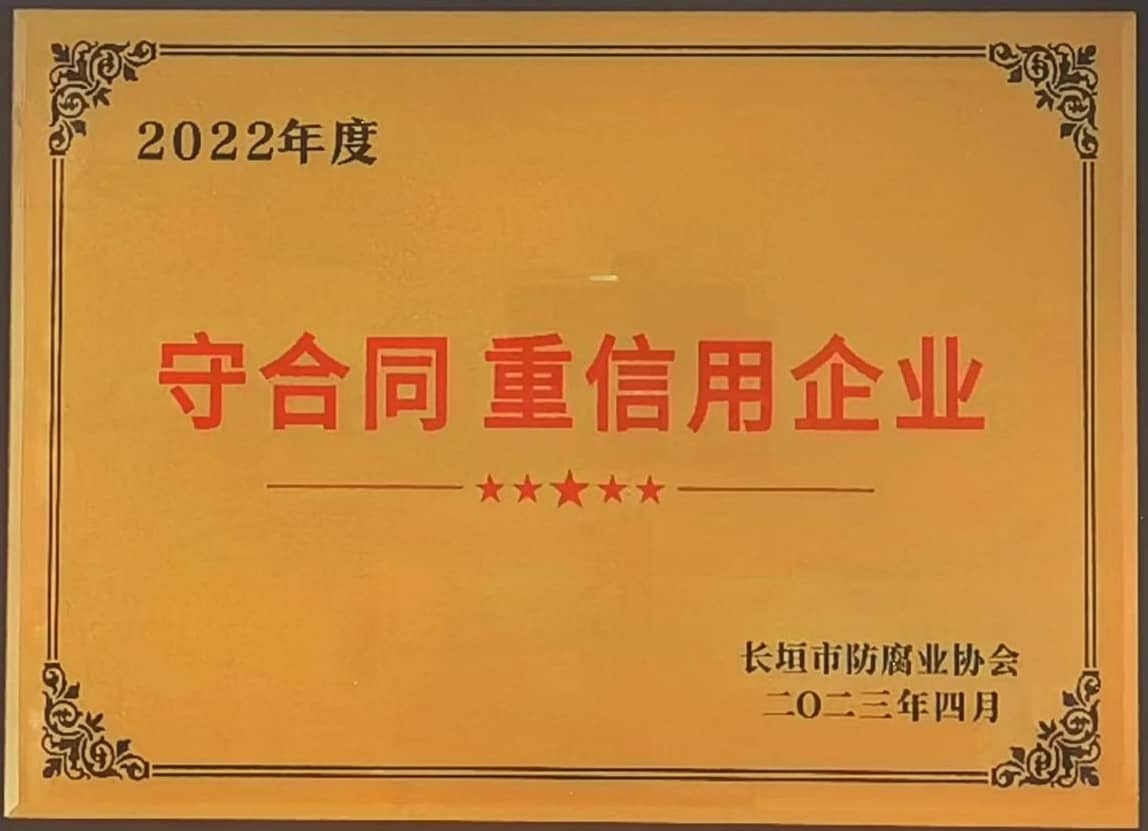 2022年度
守合同 重信用企业
长垣市防腐业协会
二〇二三年四月